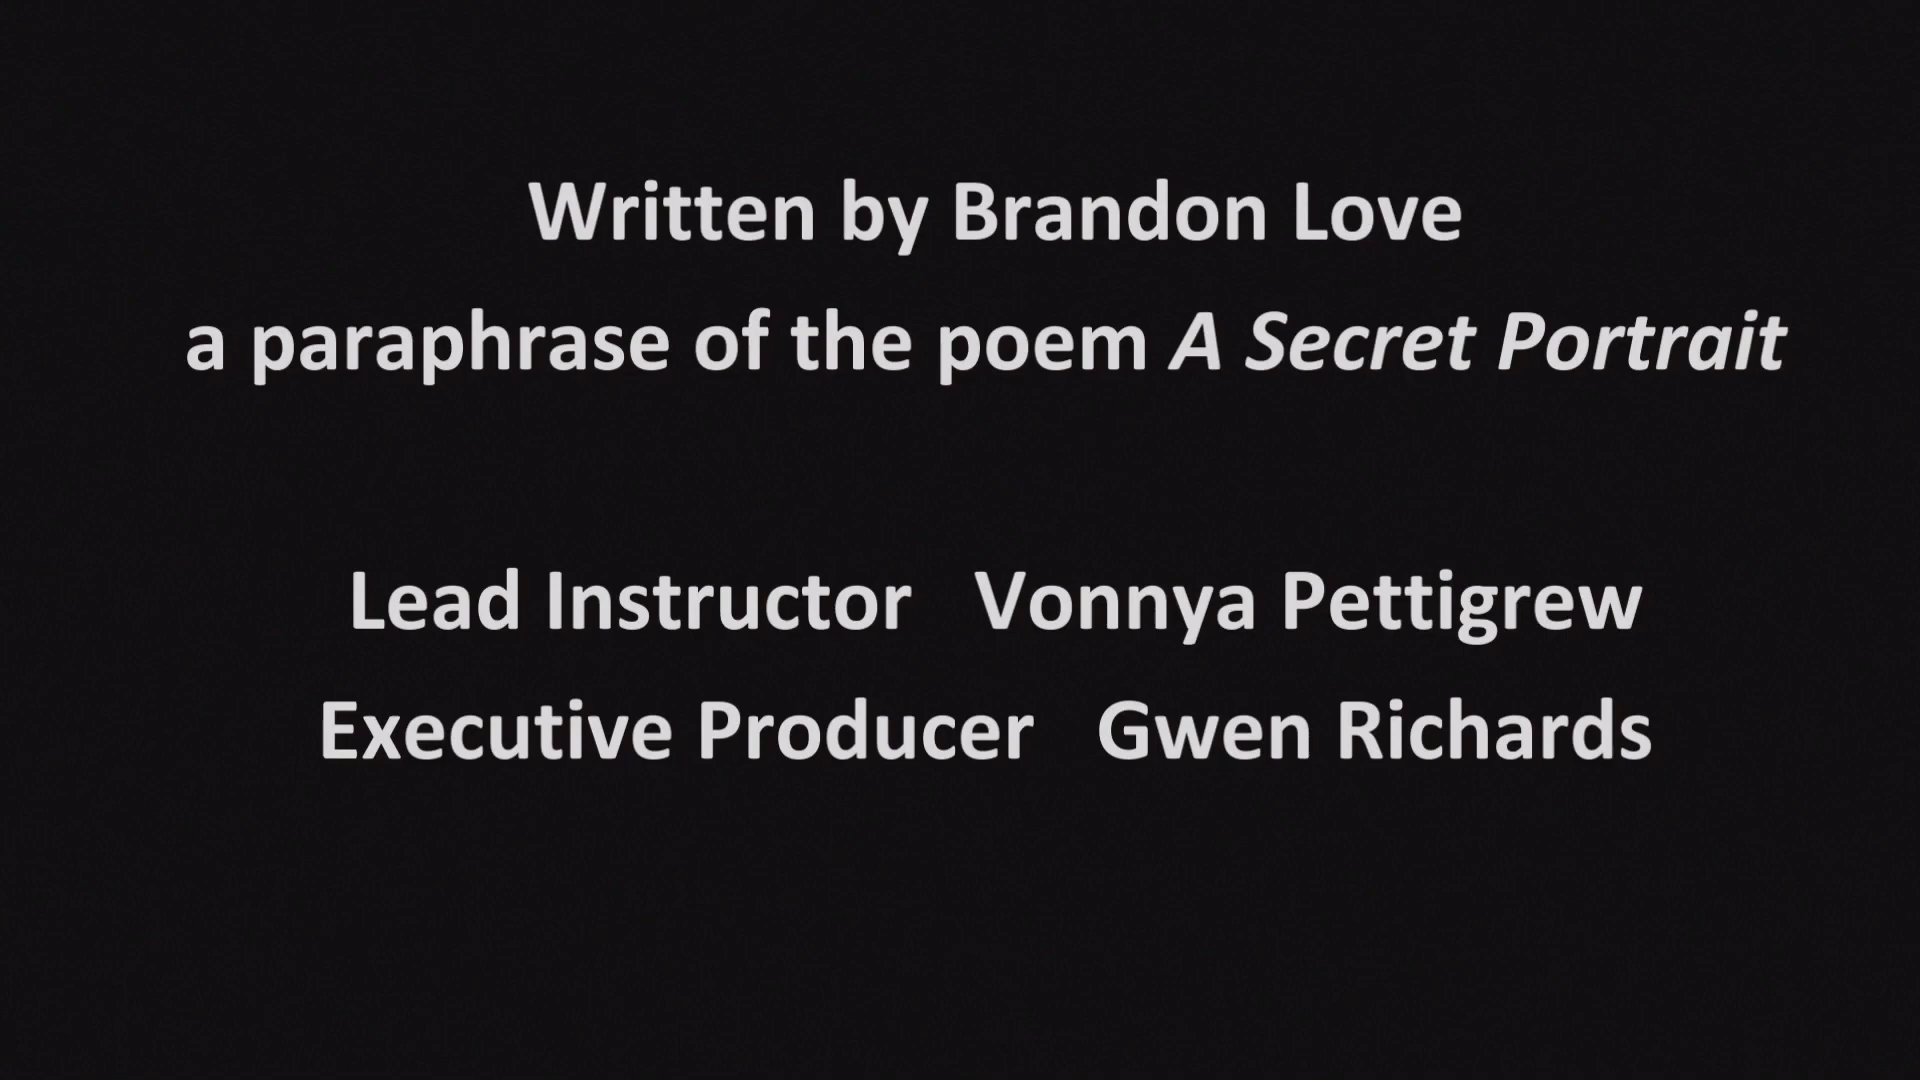 Written by Brandon Love
a paraphrase of the poem A Secret Portrait
Lead Instructor Vonnya Pettigrew
Executive Producer Gwen Richards